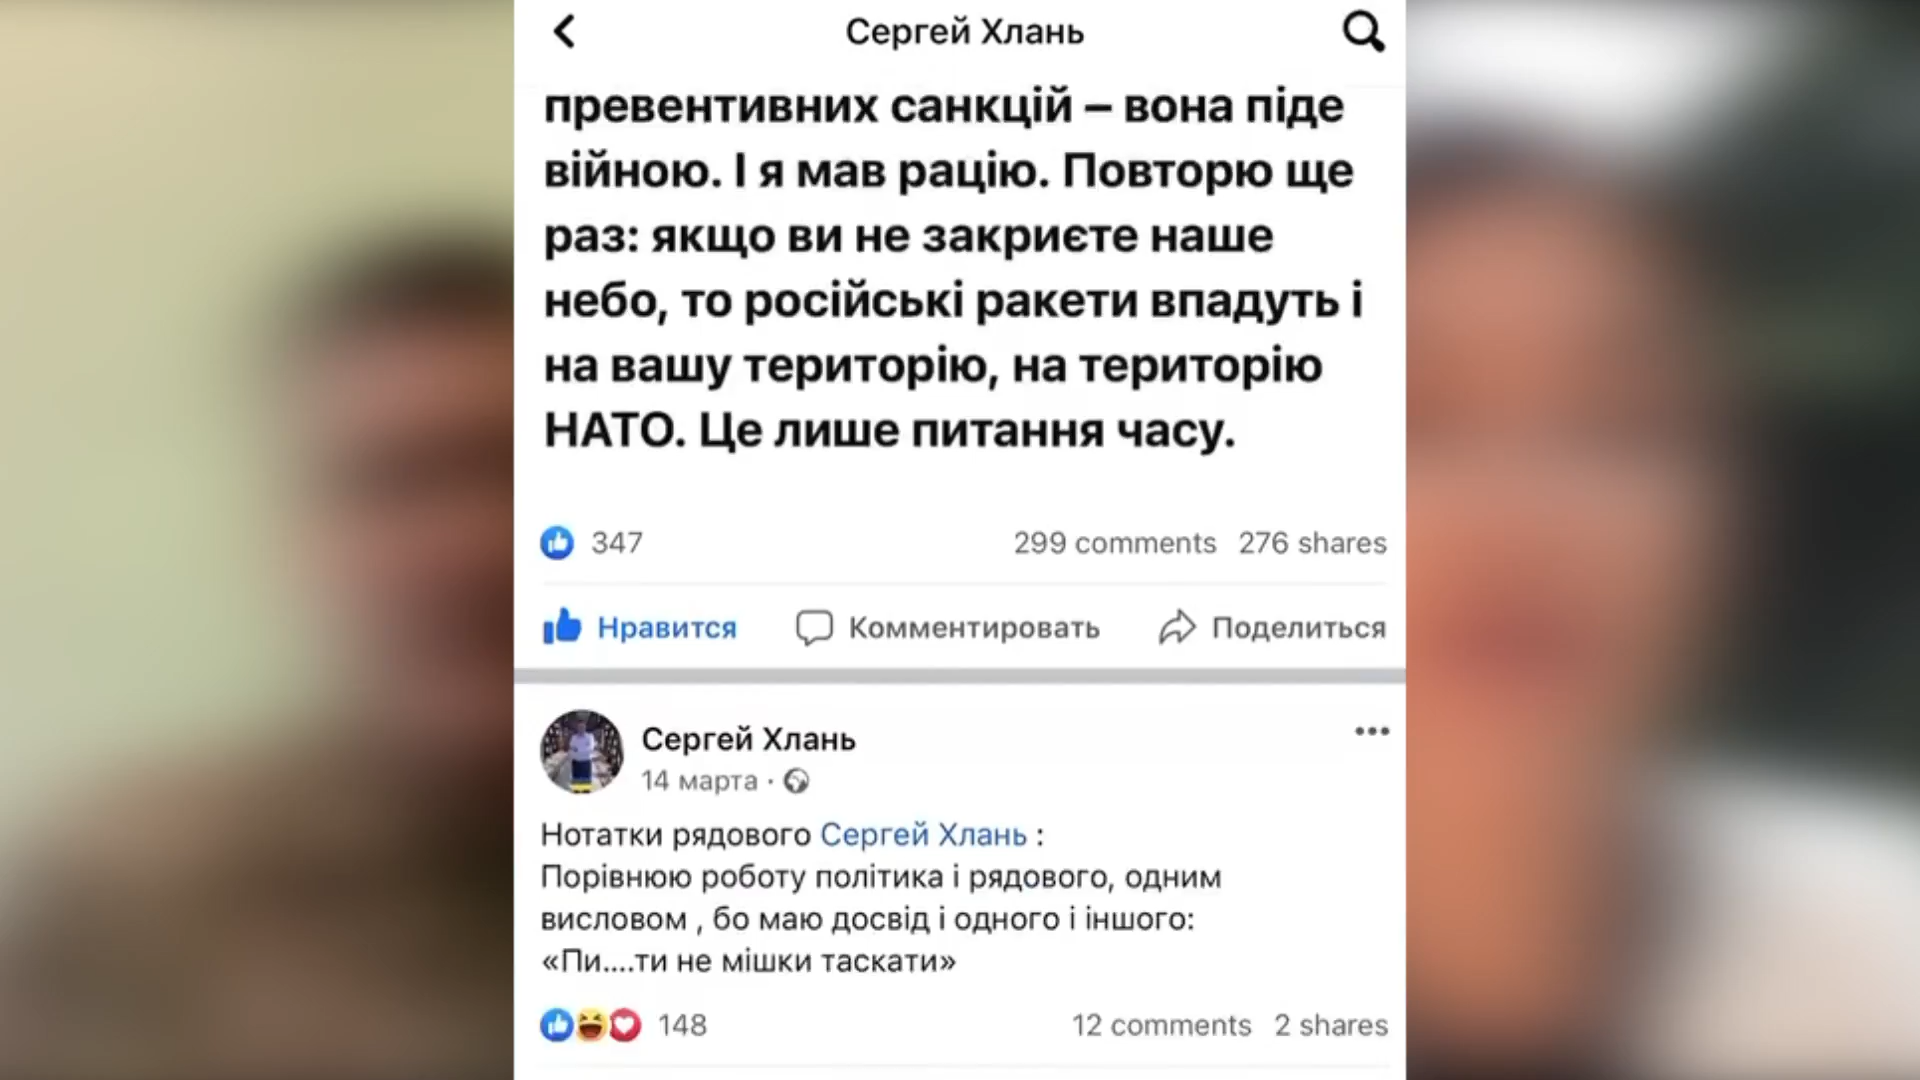 Сергей Хлань
превентивних санкцій – вона піде
війною. І я мав рацію. Повторю ще
раз: якщо ви не закриєте наше
небо, то російські ракети впадуть і
на вашу територію, на територію
НАТО. Це лише питання часу.
347 299 comments 276 shares
Нравится Комментировать Поделиться
Сергей Хлань
14 марта ·
Нотатки рядового Сергей Хлань :
Порівнюю роботу політика і рядового, одним
висловом , бо маю досвід і одного і іншого:
«Пи....ти не мішки таскати»
148 12 comments 2 shares